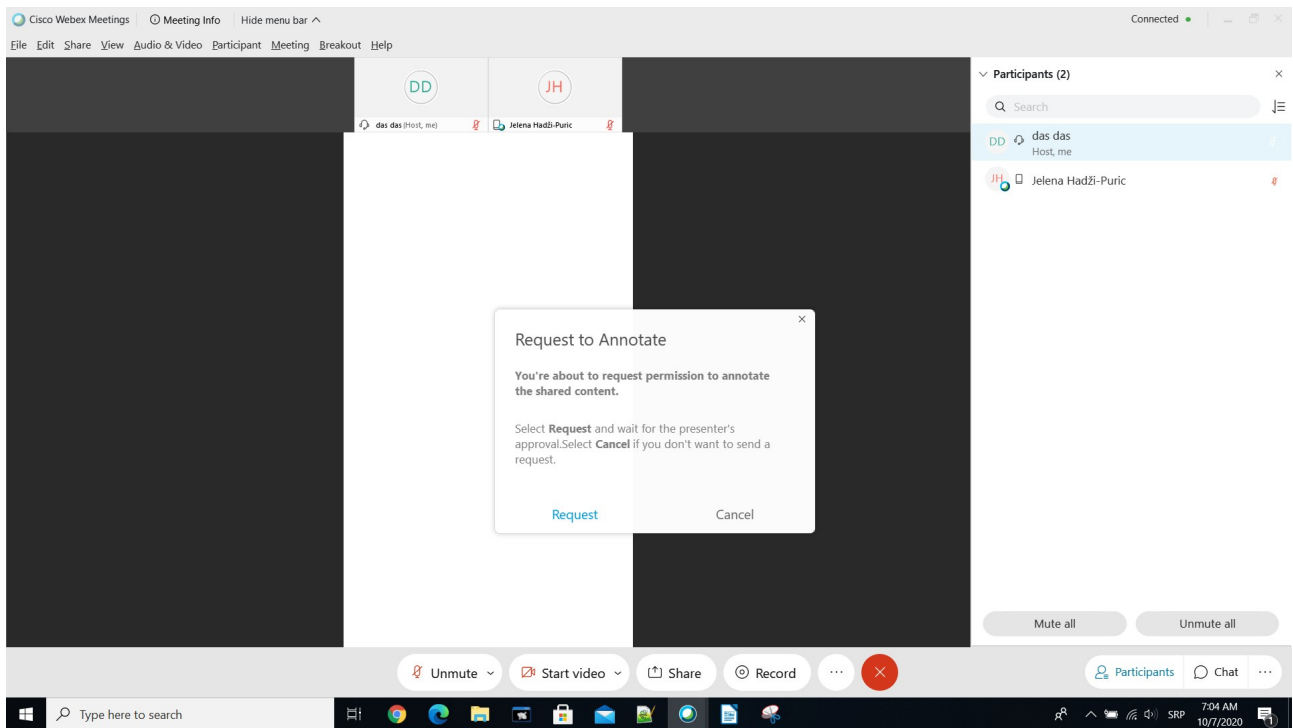 Cisco Webex Meetings Meeting Info Hide menu bar Connected
File Edit Share View Audio & Video Participant Meeting Breakout Help
DD JH
das das (Host, me) Jelena Hadži-Puric
Participants (2)
Search
DD das das
Host, me
JH Jelena Hadži-Puric
Request to Annotate
You're about to request permission to annotate
the shared content.
Select Request and wait for the presenter's
approval.Select Cancel if you don't want to send a
request.
Request Cancel
Mute all Unmute all
Unmute Start video Share Record Participants Chat
Type here to search SRP 7:04 AM
10/7/2020